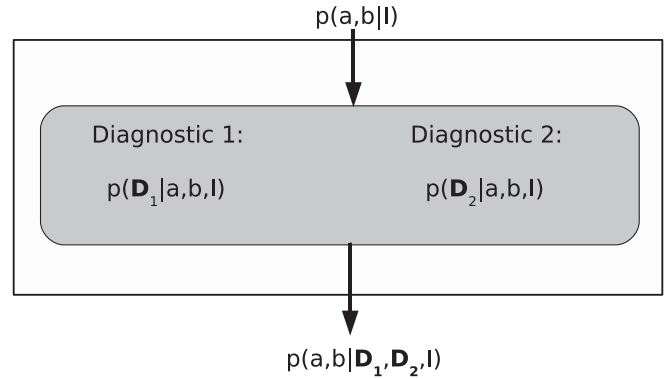 p(a,b|I)
Diagnostic 1: Diagnostic 2:
p(D₁|a,b,I) p(D₂|a,b,I)
p(a,b|D₁,D₂,I)